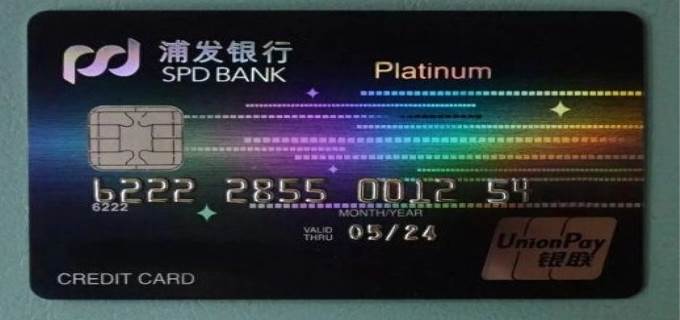 浦发银行
SPD BANK
Platinum
6222 2855 0012 54
6222
MONTH/YEAR
VALID THRU 05/24
UnionPay
银联
CREDIT CARD